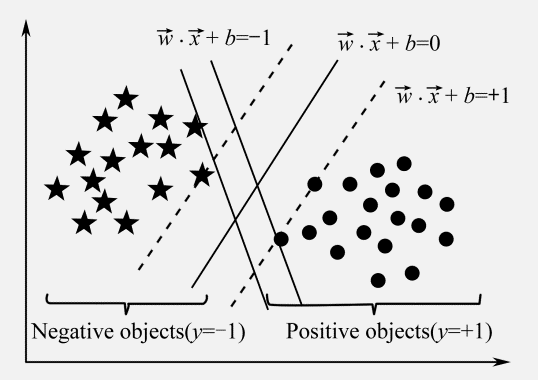 w⃗ · x⃗ + b=−1
w⃗ · x⃗ + b=0
w⃗ · x⃗ + b=+1
Negative objects(y=−1)
Positive objects(y=+1)